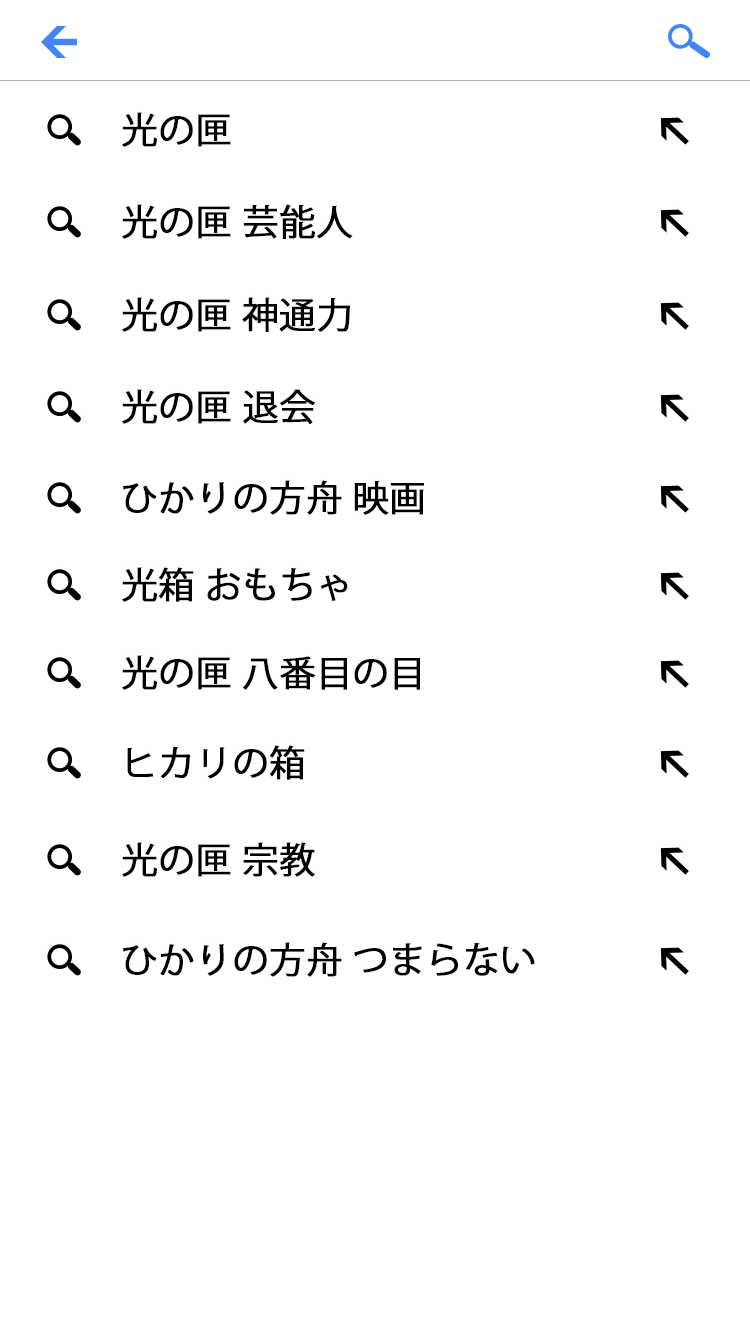 光の匣
光の匣 芸能人
光の匣 神通力
光の匣 退会
ひかりの方舟 映画
光箱 おもちゃ
光の匣 八番目の目
ヒカリの箱
光の匣 宗教
ひかりの方舟 つまらない